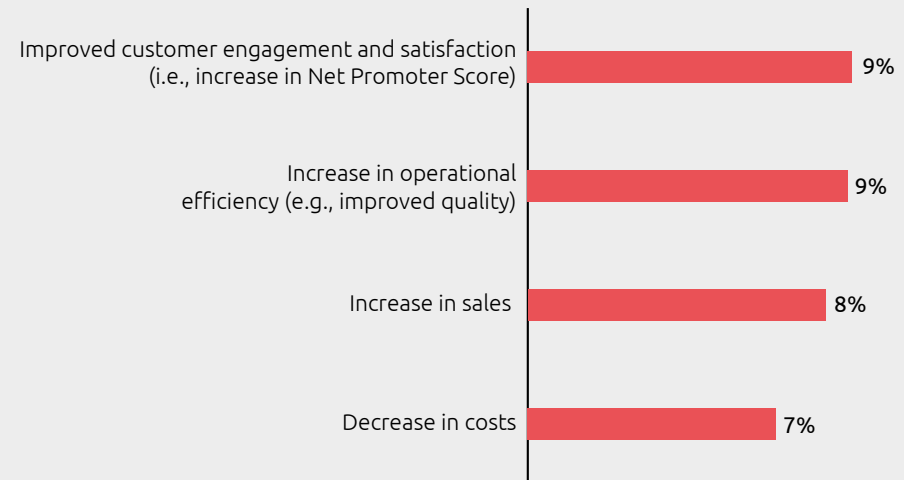 Improved customer engagement and satisfaction
(i.e., increase in Net Promoter Score)
9%
Increase in operational
efficiency (e.g., improved quality)
9%
Increase in sales
8%
Decrease in costs
7%